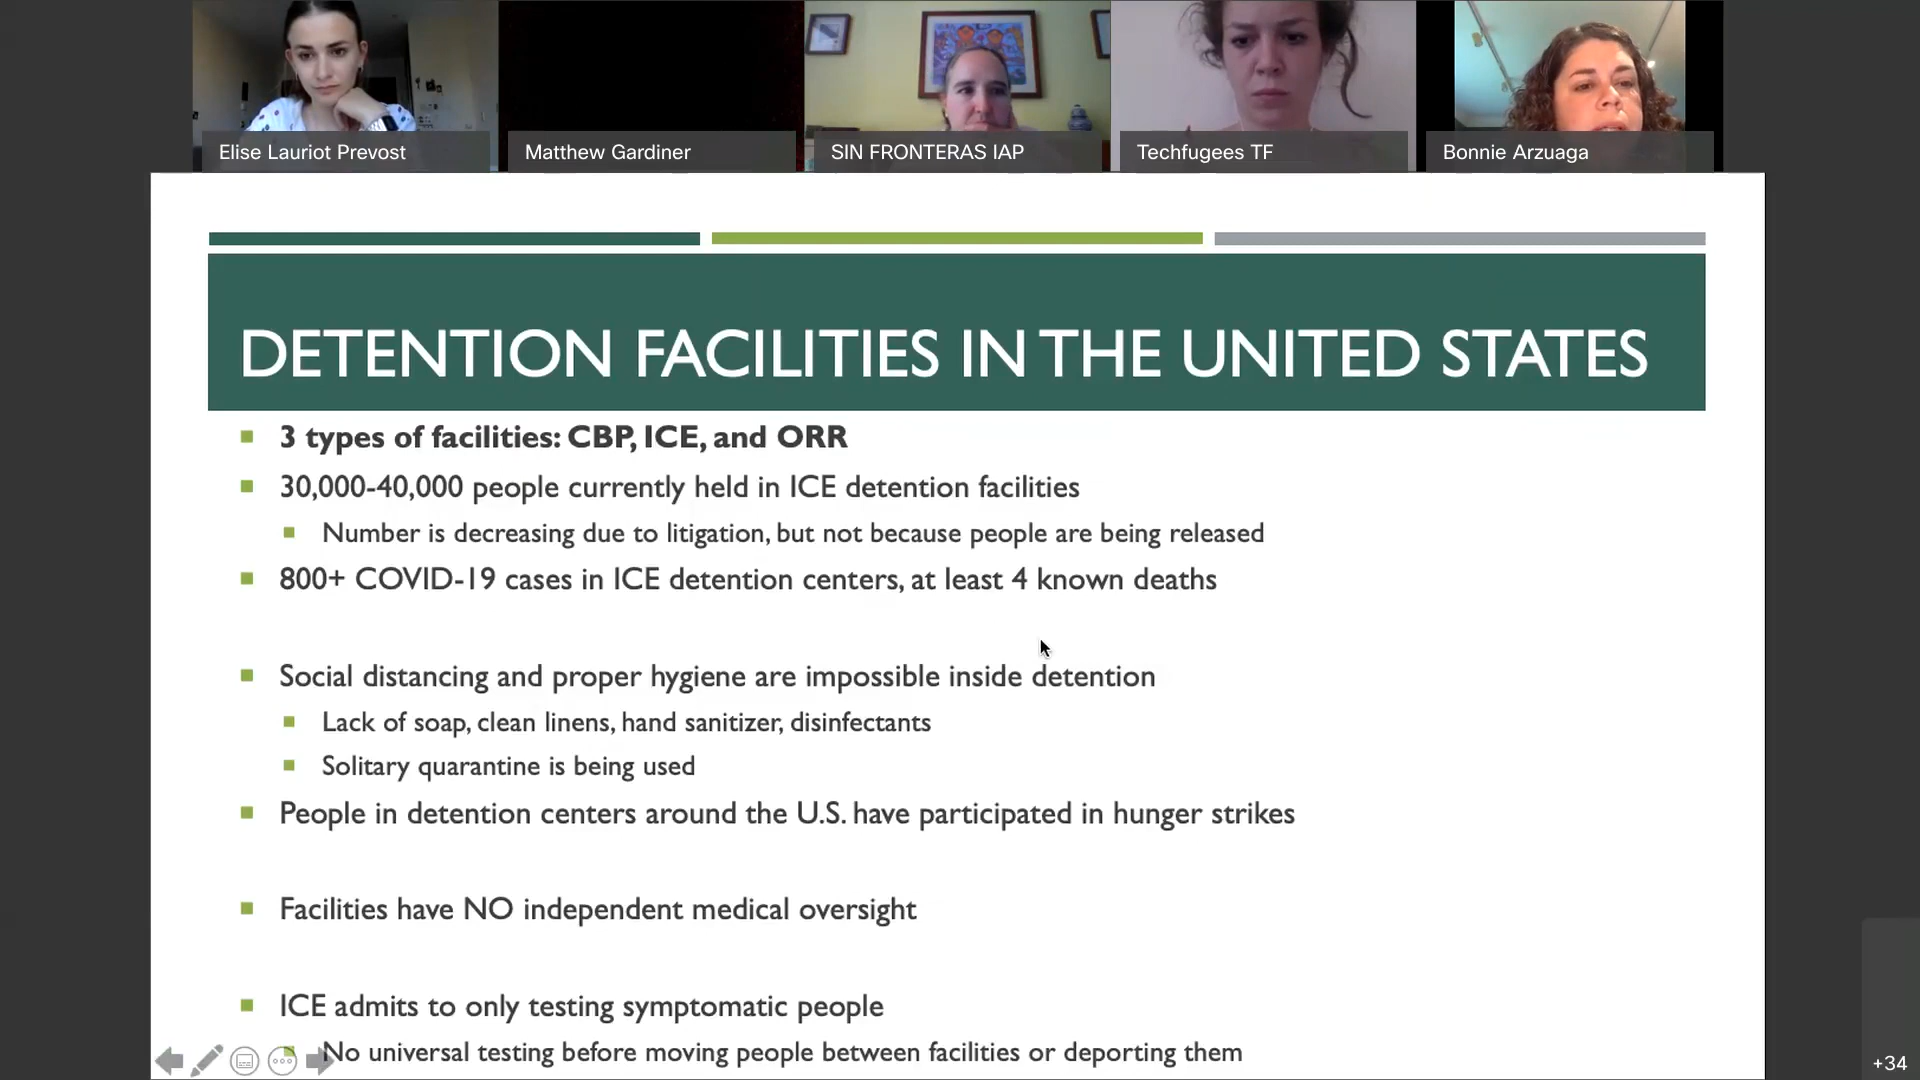 Elise Lauriot Prevost
Matthew Gardiner
SIN FRONTERAS IAP
Techfugees TF
Bonnie Arzuaga
DETENTION FACILITIES IN THE UNITED STATES
3 types of facilities: CBP, ICE, and ORR
30,000-40,000 people currently held in ICE detention facilities
Number is decreasing due to litigation, but not because people are being released
800+ COVID-19 cases in ICE detention centers, at least 4 known deaths
Social distancing and proper hygiene are impossible inside detention
Lack of soap, clean linens, hand sanitizer, disinfectants
Solitary quarantine is being used
People in detention centers around the U.S. have participated in hunger strikes
Facilities have NO independent medical oversight
ICE admits to only testing symptomatic people
No universal testing before moving people between facilities or deporting them
+34